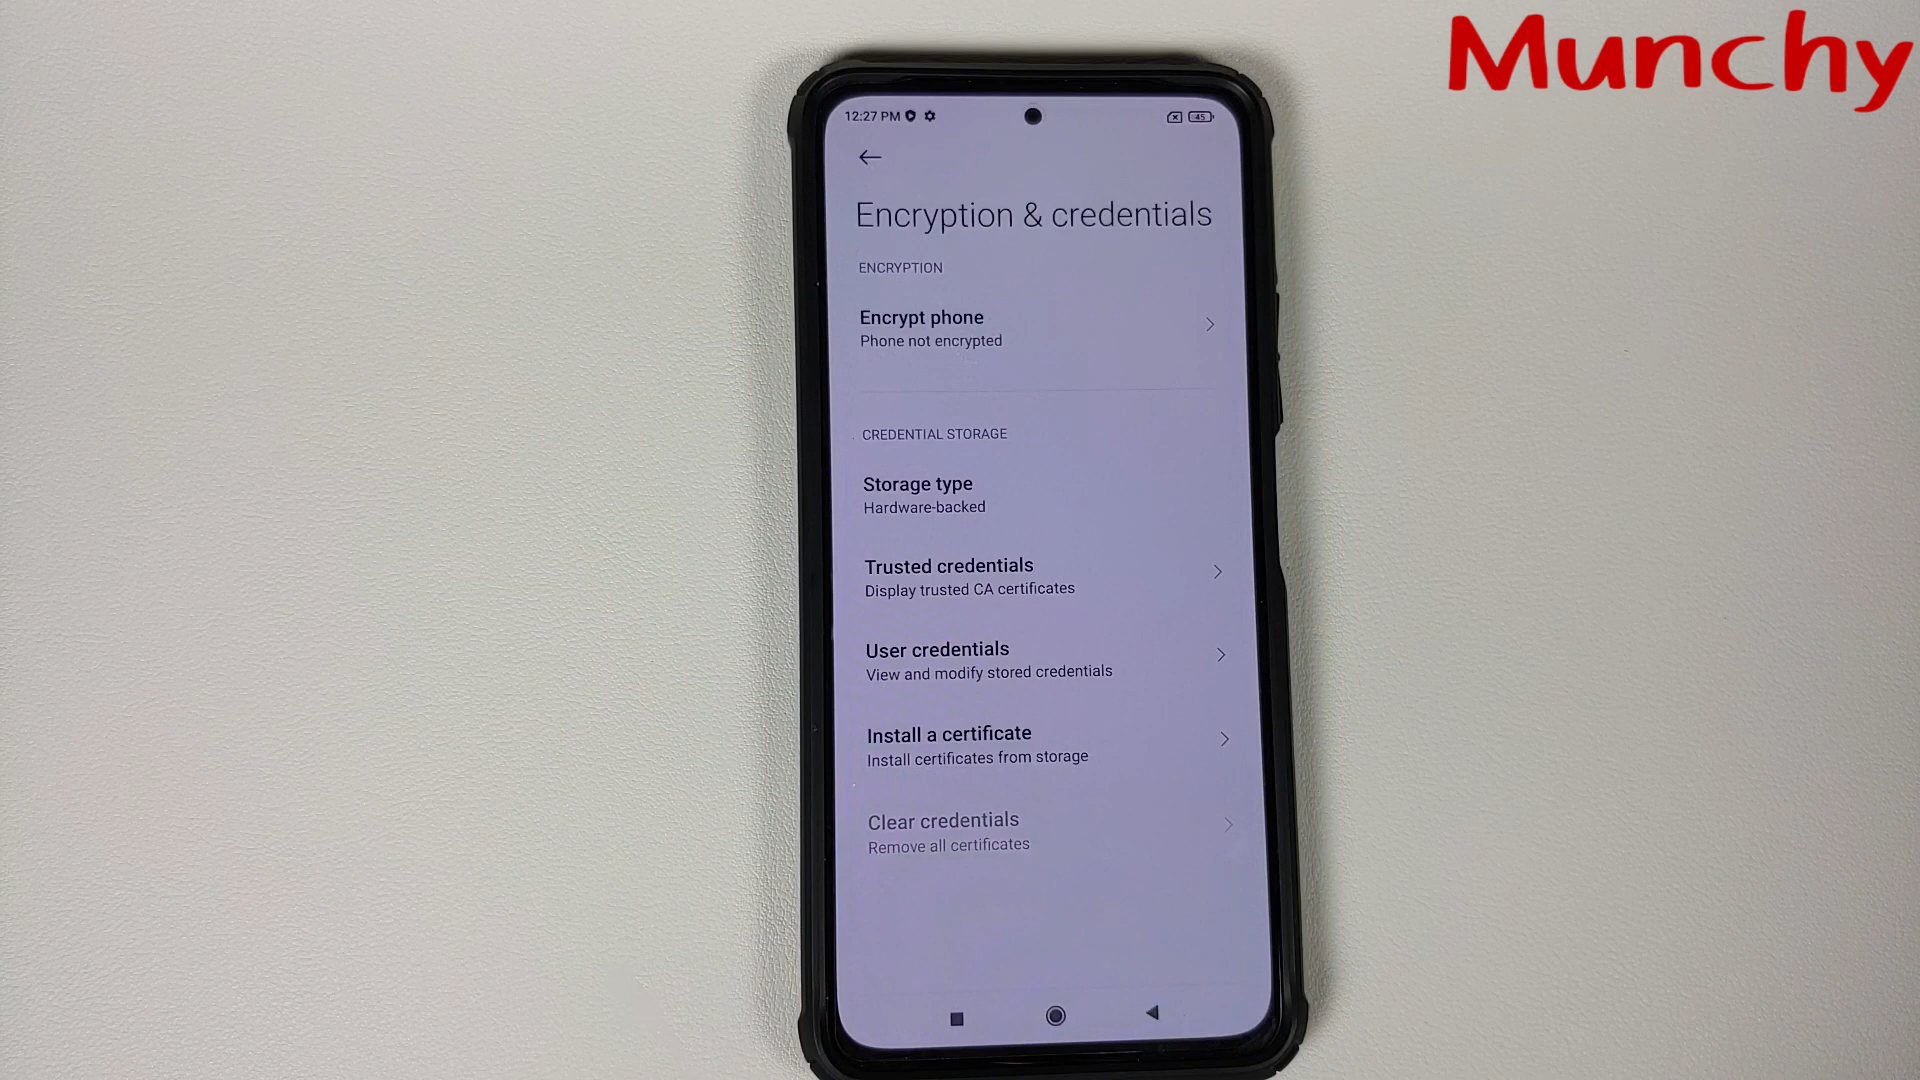 Munchy
12:27 PM
45
Encryption & credentials
ENCRYPTION
Encrypt phone
Phone not encrypted
CREDENTIAL STORAGE
Storage type
Hardware-backed
Trusted credentials
Display trusted CA certificates
User credentials
View and modify stored credentials
Install a certificate
Install certificates from storage
Clear credentials
Remove all certificates